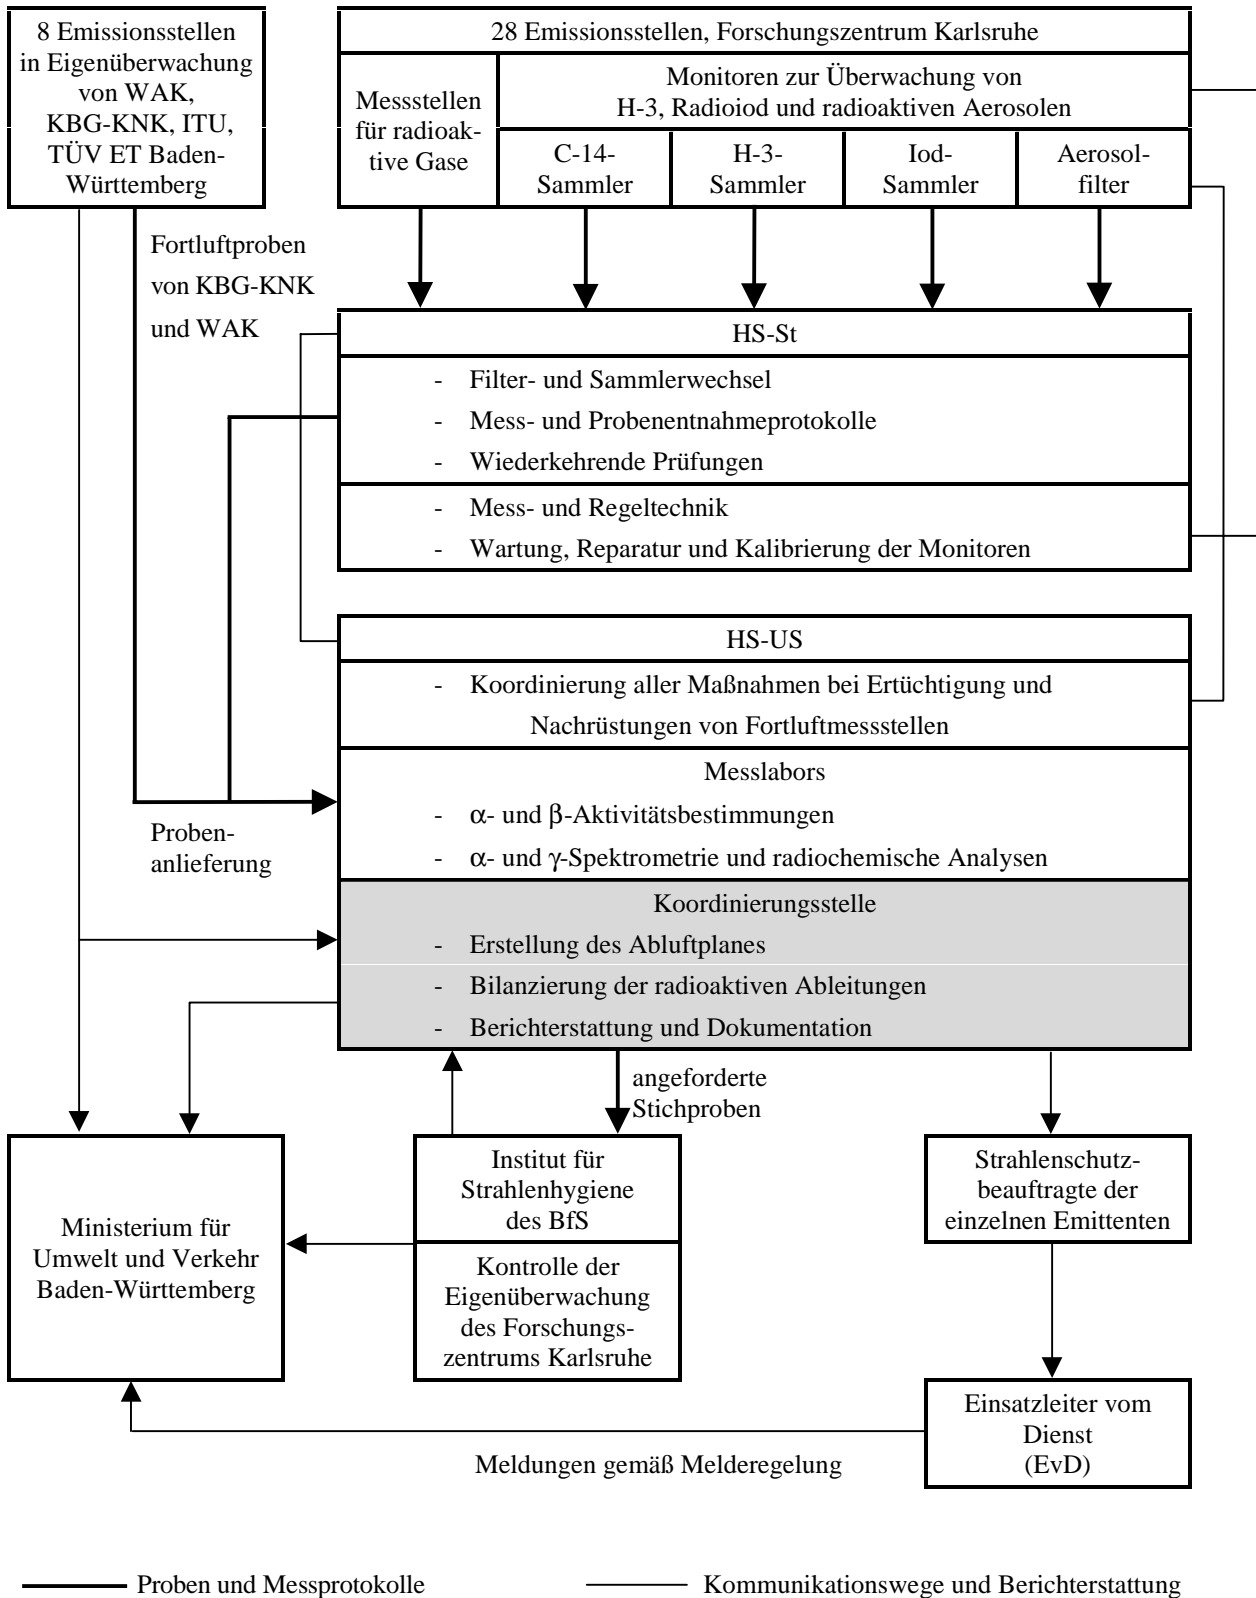 8 Emissionsstellen
in Eigenüberwachung
von WAK,
KBG-KNK, ITU,
TÜV ET Baden-
Württemberg
28 Emissionsstellen, Forschungszentrum Karlsruhe
Messstellen
für radioak-
tive Gase
Monitoren zur Überwachung von
H-3, Radioiod und radioaktiven Aerosolen
C-14-
Sammler
H-3-
Sammler
Iod-
Sammler
Aerosol-
filter
Fortluftproben
von KBG-KNK
und WAK
HS-St
- Filter- und Sammlerwechsel
- Mess- und Probenentnahmeprotokolle
- Wiederkehrende Prüfungen
- Mess- und Regeltechnik
- Wartung, Reparatur und Kalibrierung der Monitoren
HS-US
- Koordinierung aller Maßnahmen bei Ertüchtigung und
Nachrüstungen von Fortluftmessstellen
Messlabors
- α- und β-Aktivitätsbestimmungen
- α- und γ-Spektrometrie und radiochemische Analysen
Proben-
anlieferung
Koordinierungsstelle
- Erstellung des Abluftplanes
- Bilanzierung der radioaktiven Ableitungen
- Berichterstattung und Dokumentation
angeforderte
Stichproben
Ministerium für
Umwelt und Verkehr
Baden-Württemberg
Institut für
Strahlenhygiene
des BfS
Kontrolle der
Eigenüberwachung
des Forschungs-
zentrums Karlsruhe
Strahlenschutz-
beauftragte der
einzelnen Emittenten
Einsatzleiter vom
Dienst
(EvD)
Meldungen gemäß Melderegelung
Proben und Messprotokolle
Kommunikationswege und Berichterstattung